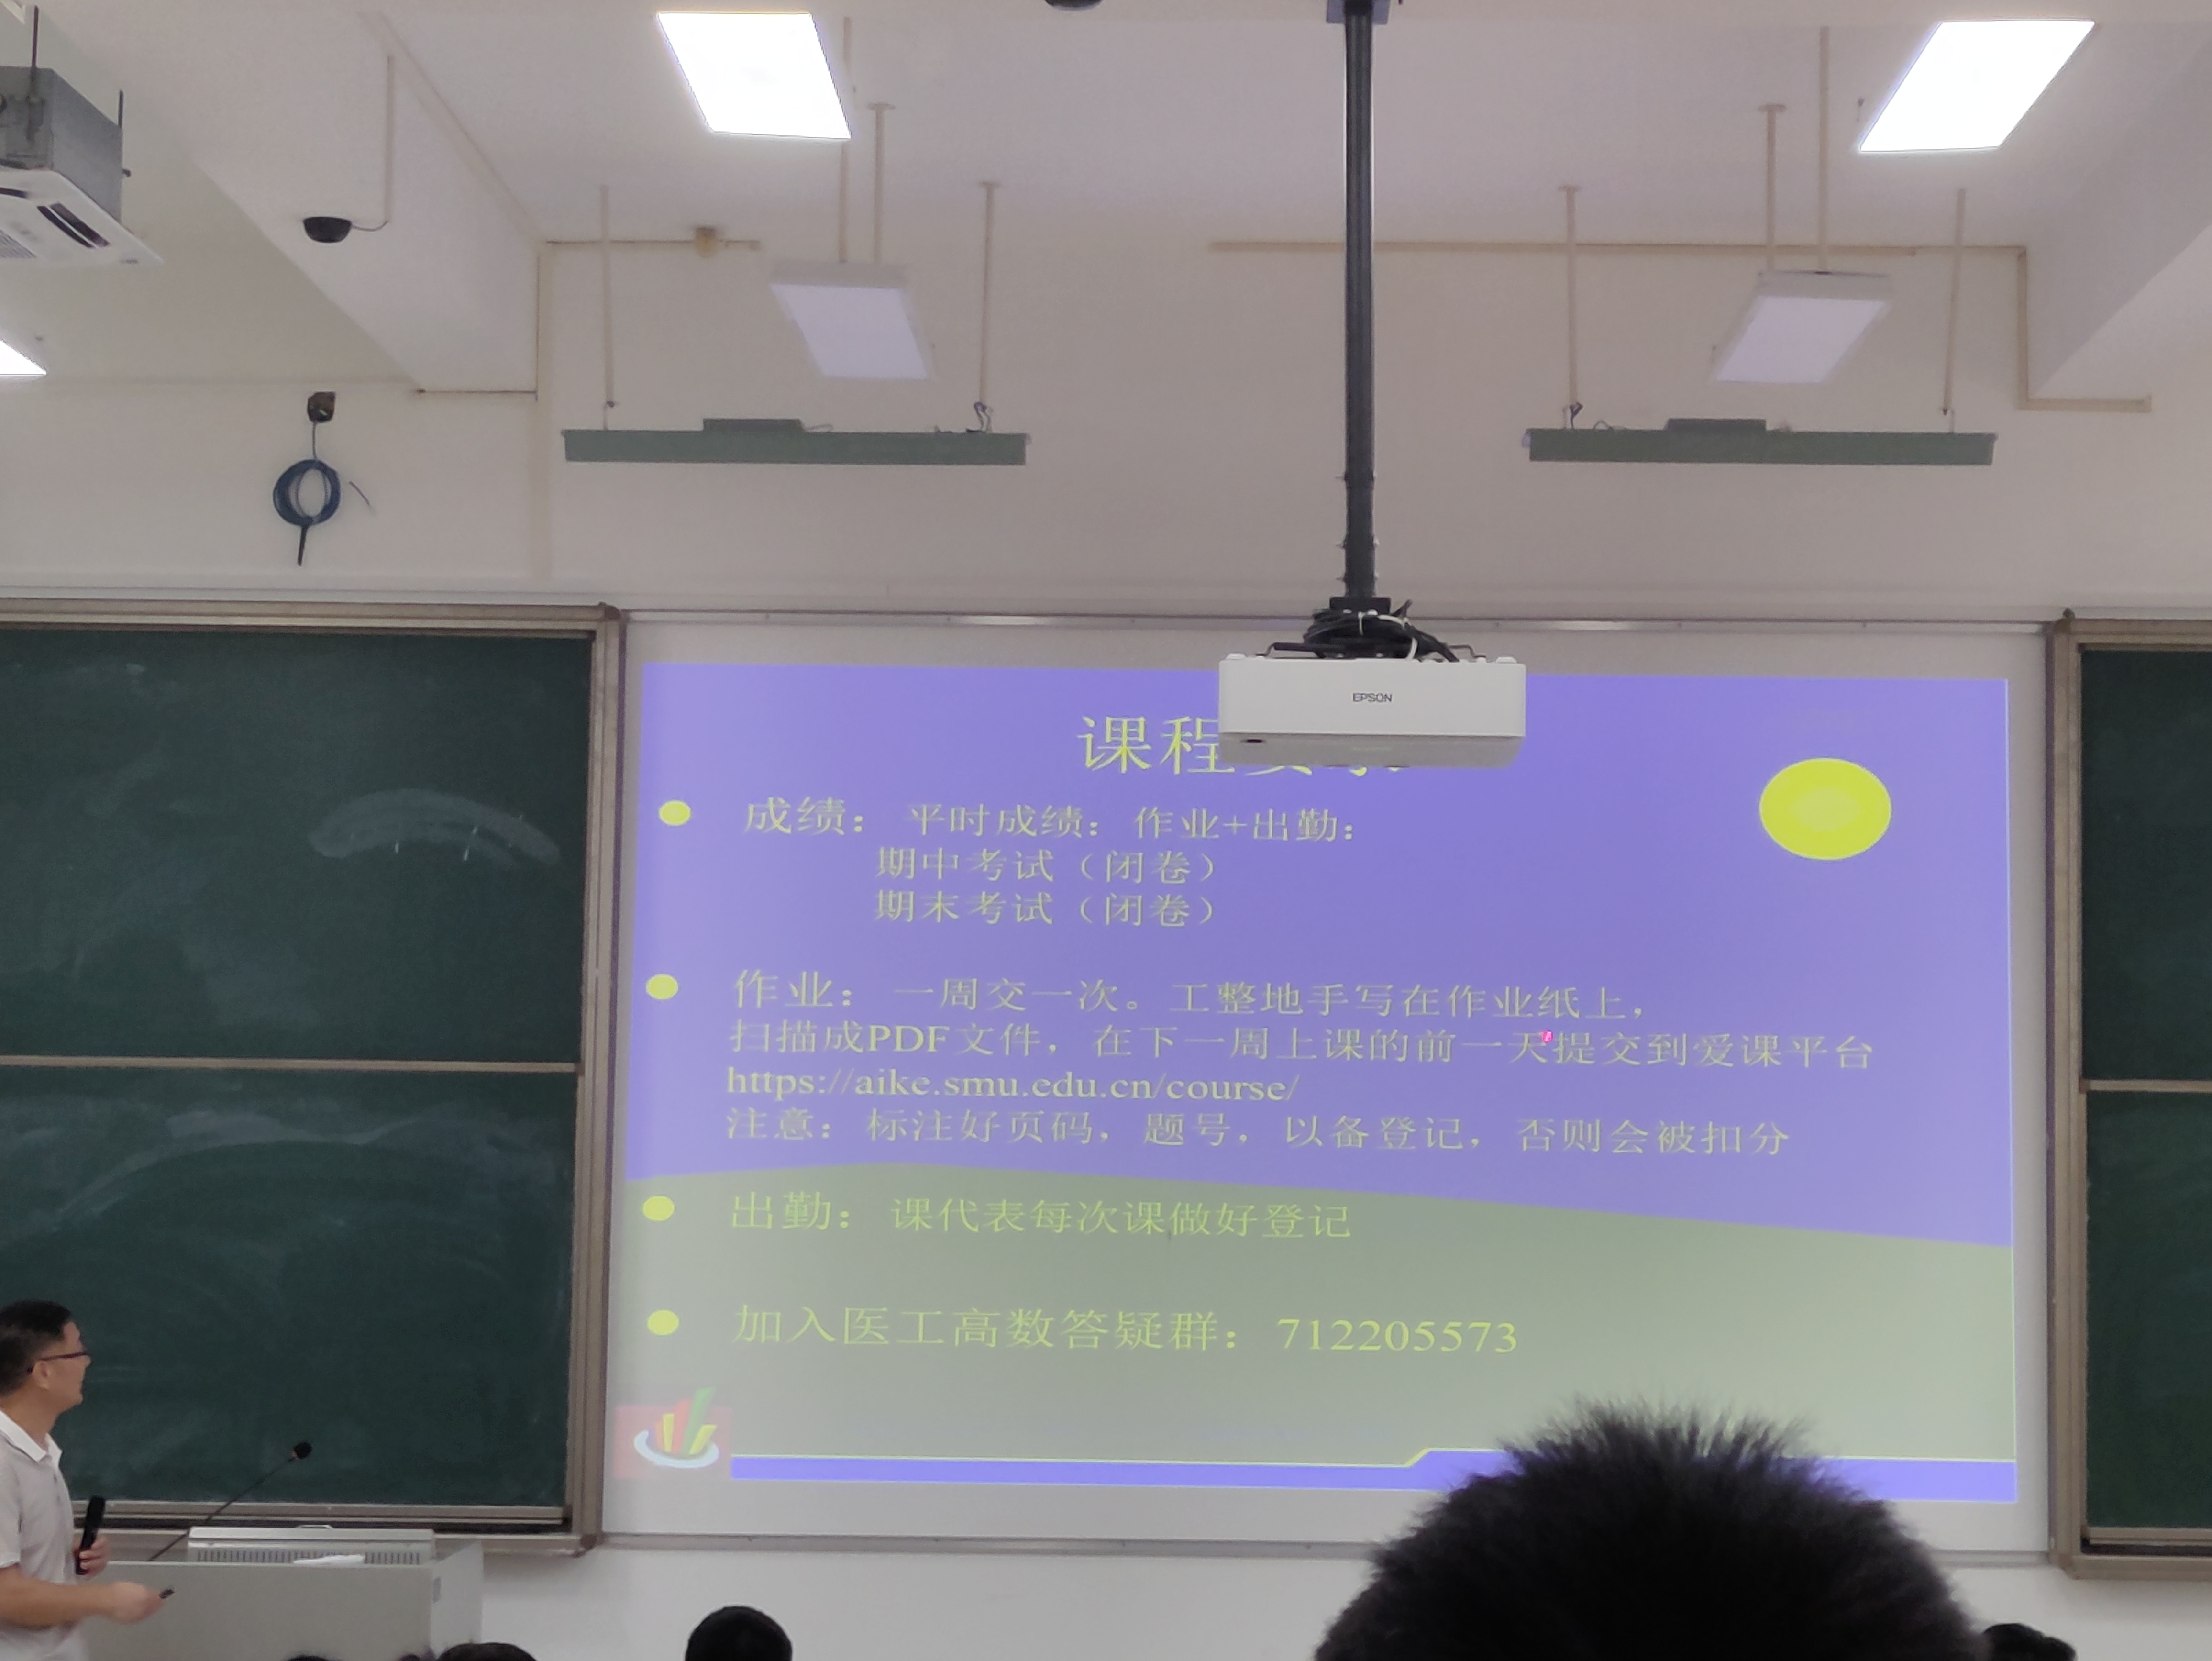 EPSON
课程
成绩：平时成绩：作业+出勤：
期中考试（闭卷）
期末考试（闭卷）
作业：一周交一次。工整地手写在作业纸上，
扫描成PDF文件，在下一周上课的前一天提交到爱课平台
https://aike.smu.edu.cn/course/
注意：标注好页码，题号，以备登记，否则会被扣分
出勤：课代表每次课做好登记
加入医工高数答疑群：712205573